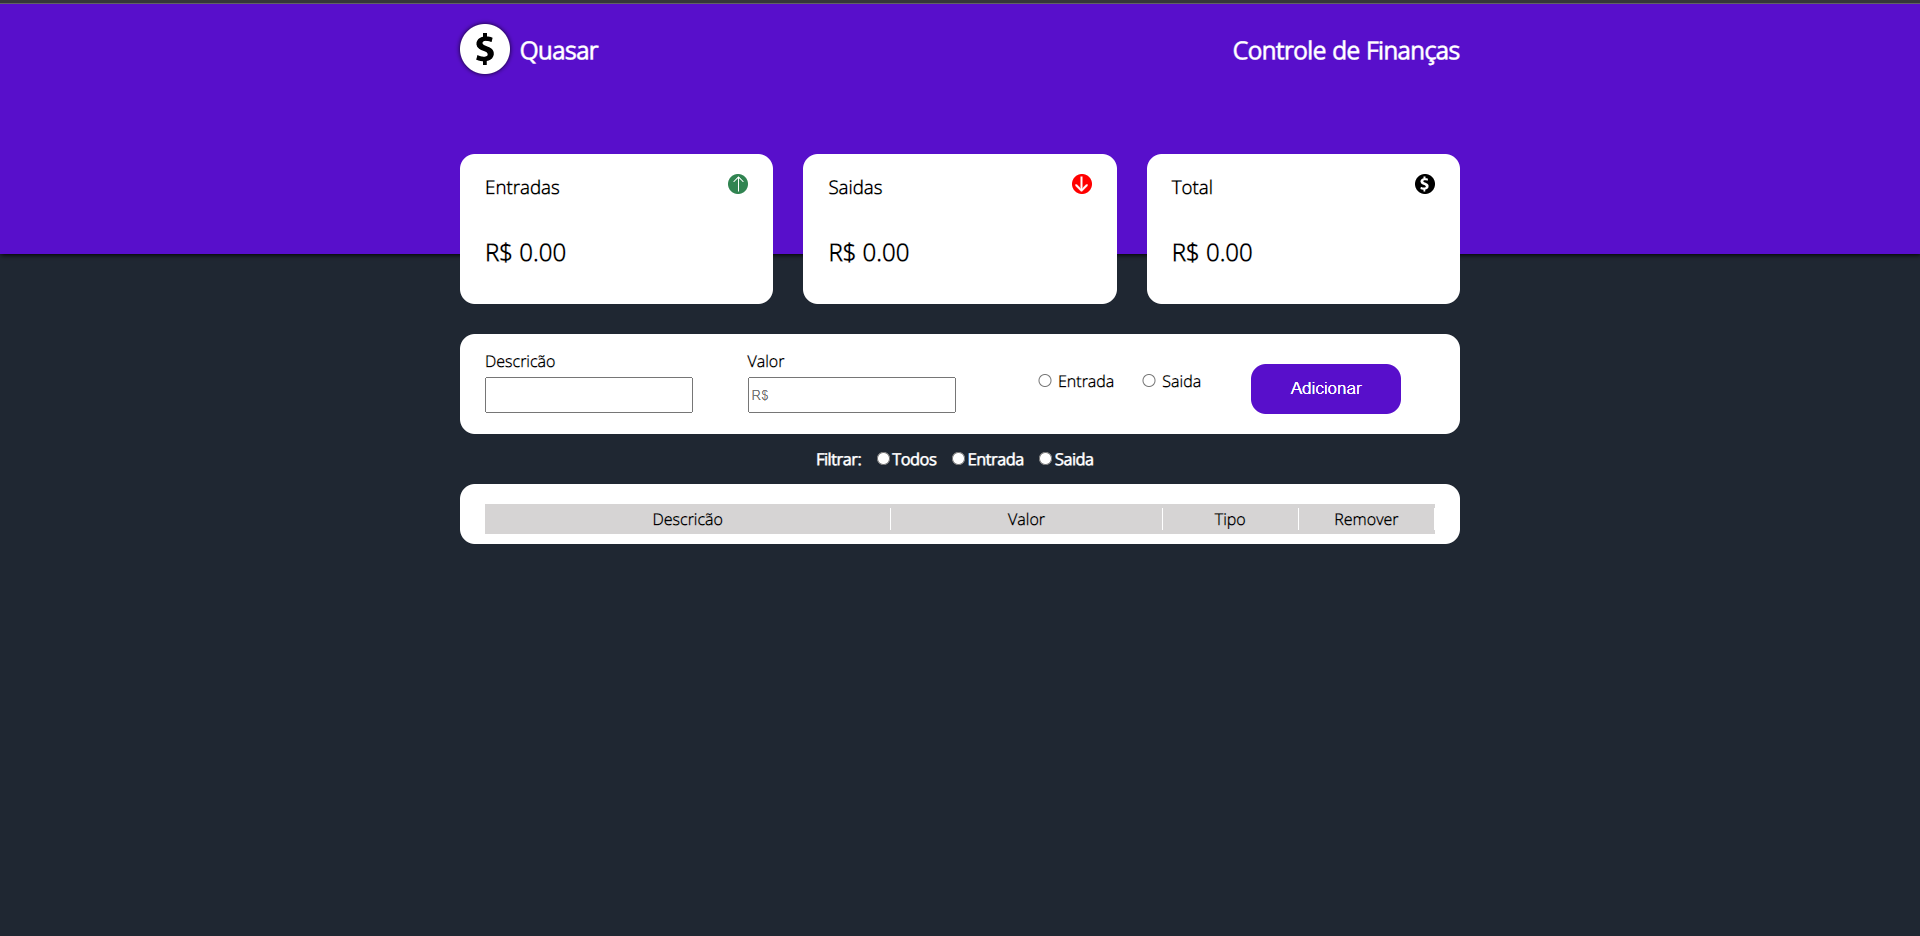 $ Quasar Controle de Finanças
Entradas
R$ 0.00
Saidas
R$ 0.00
Total $
R$ 0.00
Descricão Valor
R$ Entrada Saida Adicionar
Filtrar: Todos Entrada Saida
Descricão Valor Tipo Remover